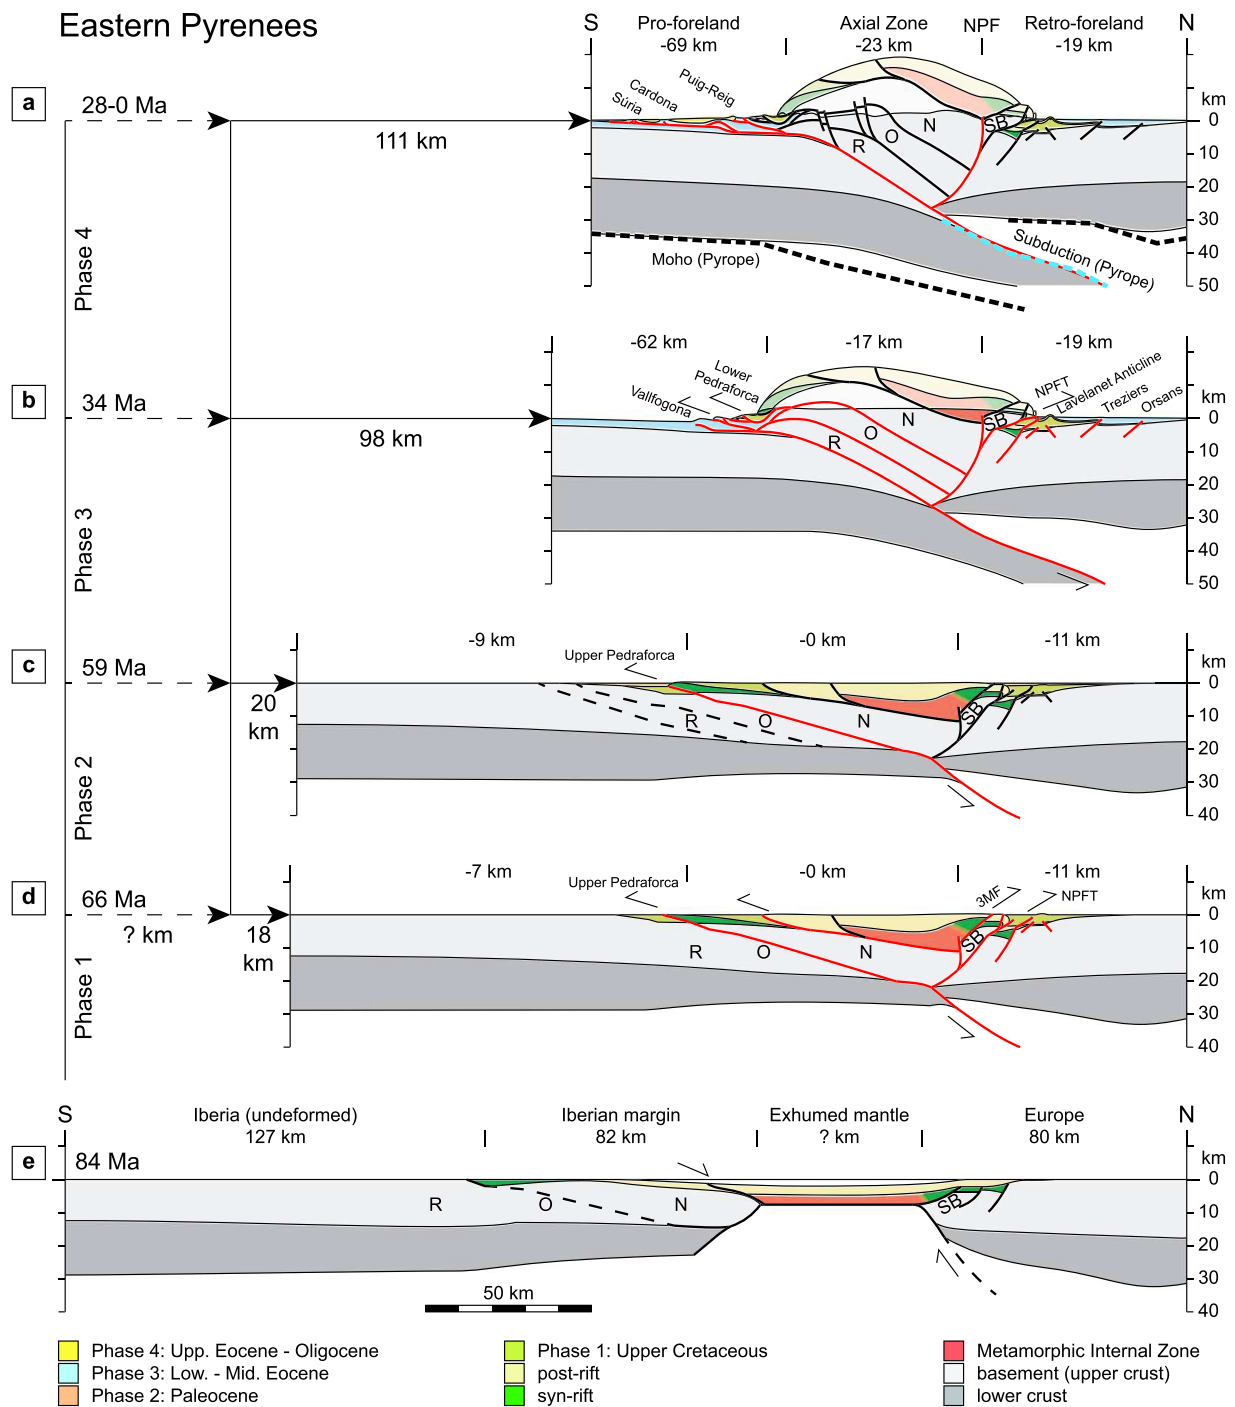 Eastern Pyrenees
S
Pro-foreland
Axial Zone
NPF
Retro-foreland
N
-69 km
-23 km
-19 km
a
28-0 Ma
111 km
Súria
Cardona
Puig-Reig
R
O
N
SB
km
0
10
20
30
40
50
Moho (Pyrope)
Subduction (Pyrope)
Phase 4
-62 km
-17 km
-19 km
b
34 Ma
98 km
Vallfogona
Lower
Pedraforca
NPFT
Lavelanet Anticline
Treziers
Orsans
R
O
N
SB
km
0
10
20
30
40
50
Phase 3
-9 km
-0 km
-11 km
c
59 Ma
20
km
Upper Pedraforca
R
O
N
SB
km
0
10
20
30
40
Phase 2
-7 km
-0 km
-11 km
d
66 Ma
? km
18
km
Upper Pedraforca
3MF
NPFT
R
O
N
SB
km
0
10
20
30
40
Phase 1
S
Iberia (undeformed)
Iberian margin
Exhumed mantle
Europe
N
127 km
82 km
? km
80 km
e
84 Ma
R
O
N
SB
km
0
10
20
30
40
50 km
Phase 4: Upp. Eocene - Oligocene
Phase 3: Low. - Mid. Eocene
Phase 2: Paleocene
Phase 1: Upper Cretaceous
post-rift
syn-rift
Metamorphic Internal Zone
basement (upper crust)
lower crust